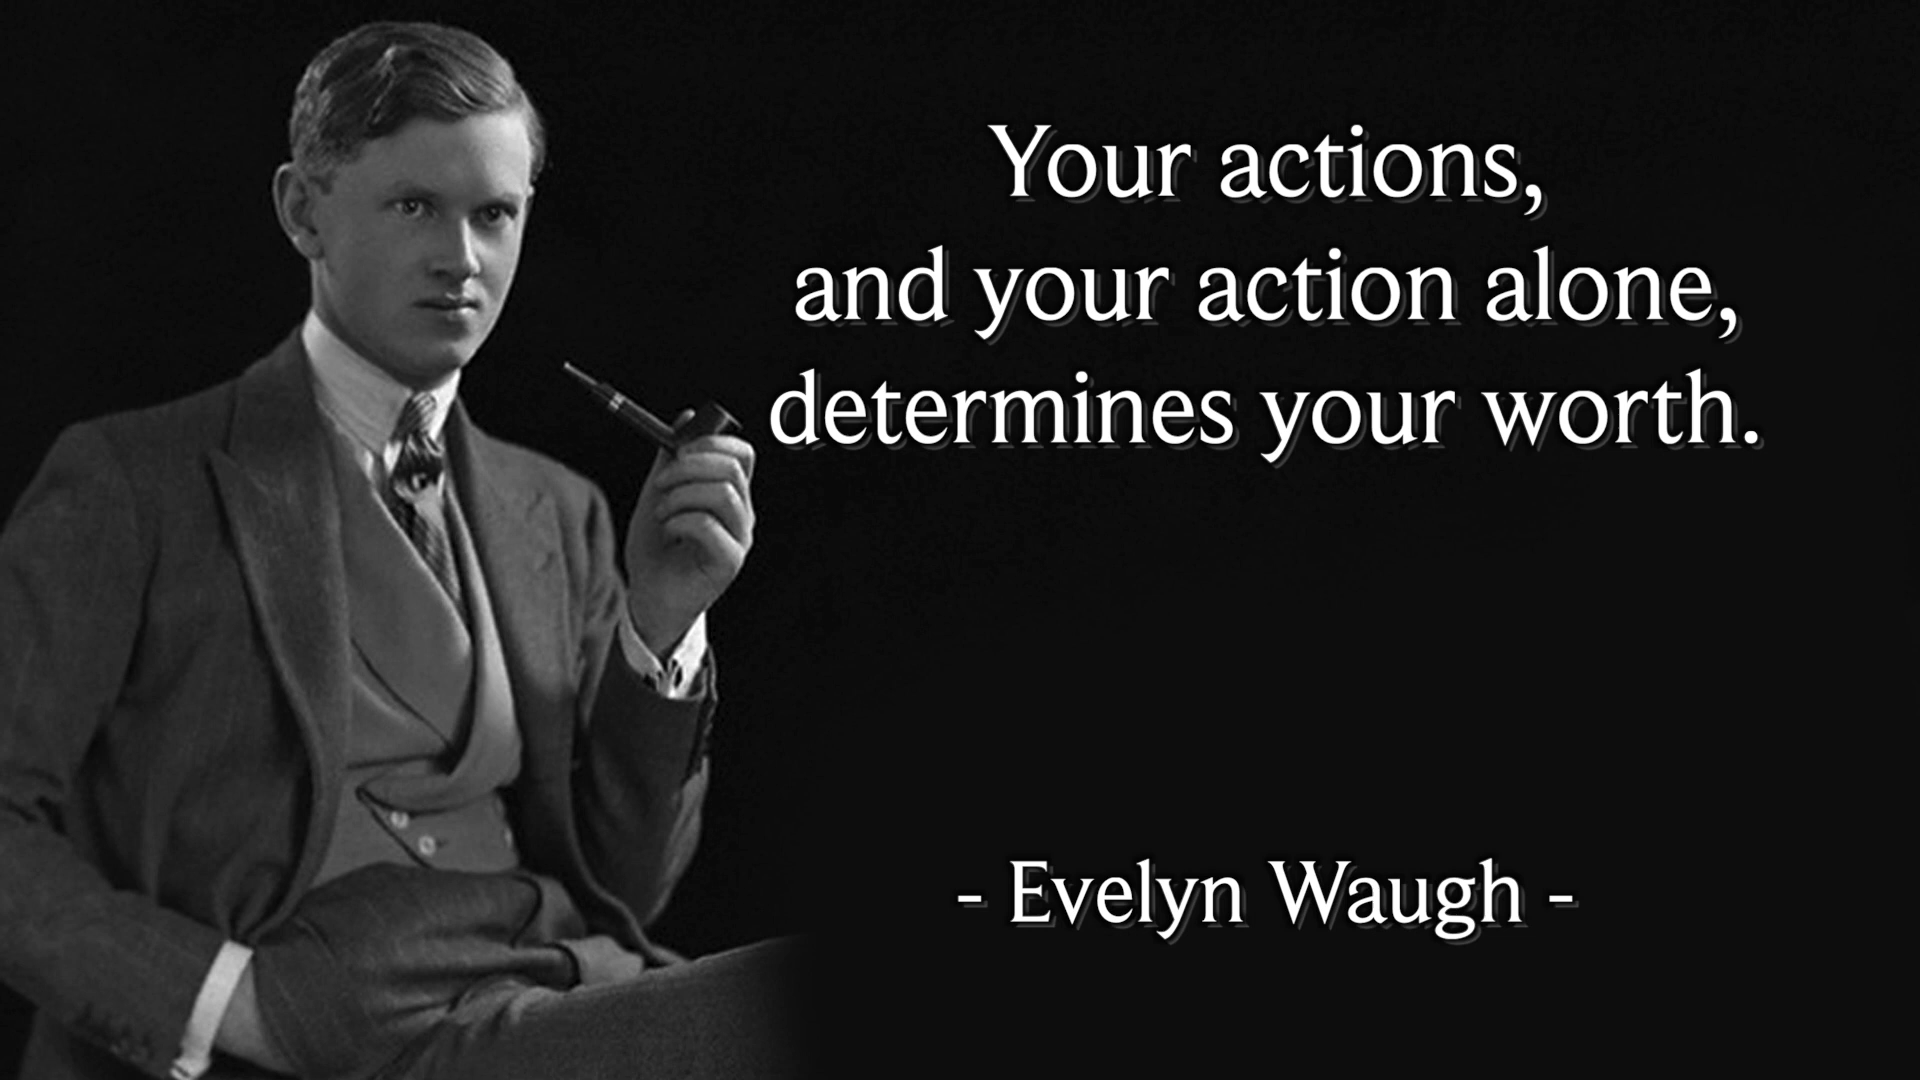 Your actions,
and your action alone,
determines your worth.
- Evelyn Waugh -